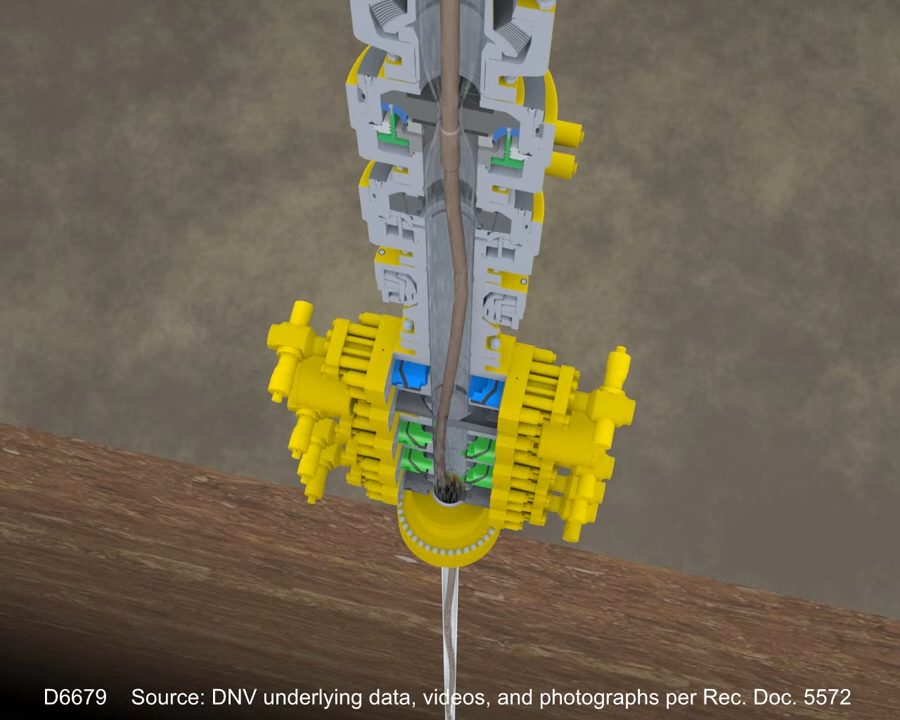 D6679 Source: DNV underlying data, videos, and photographs per Rec. Doc. 5572